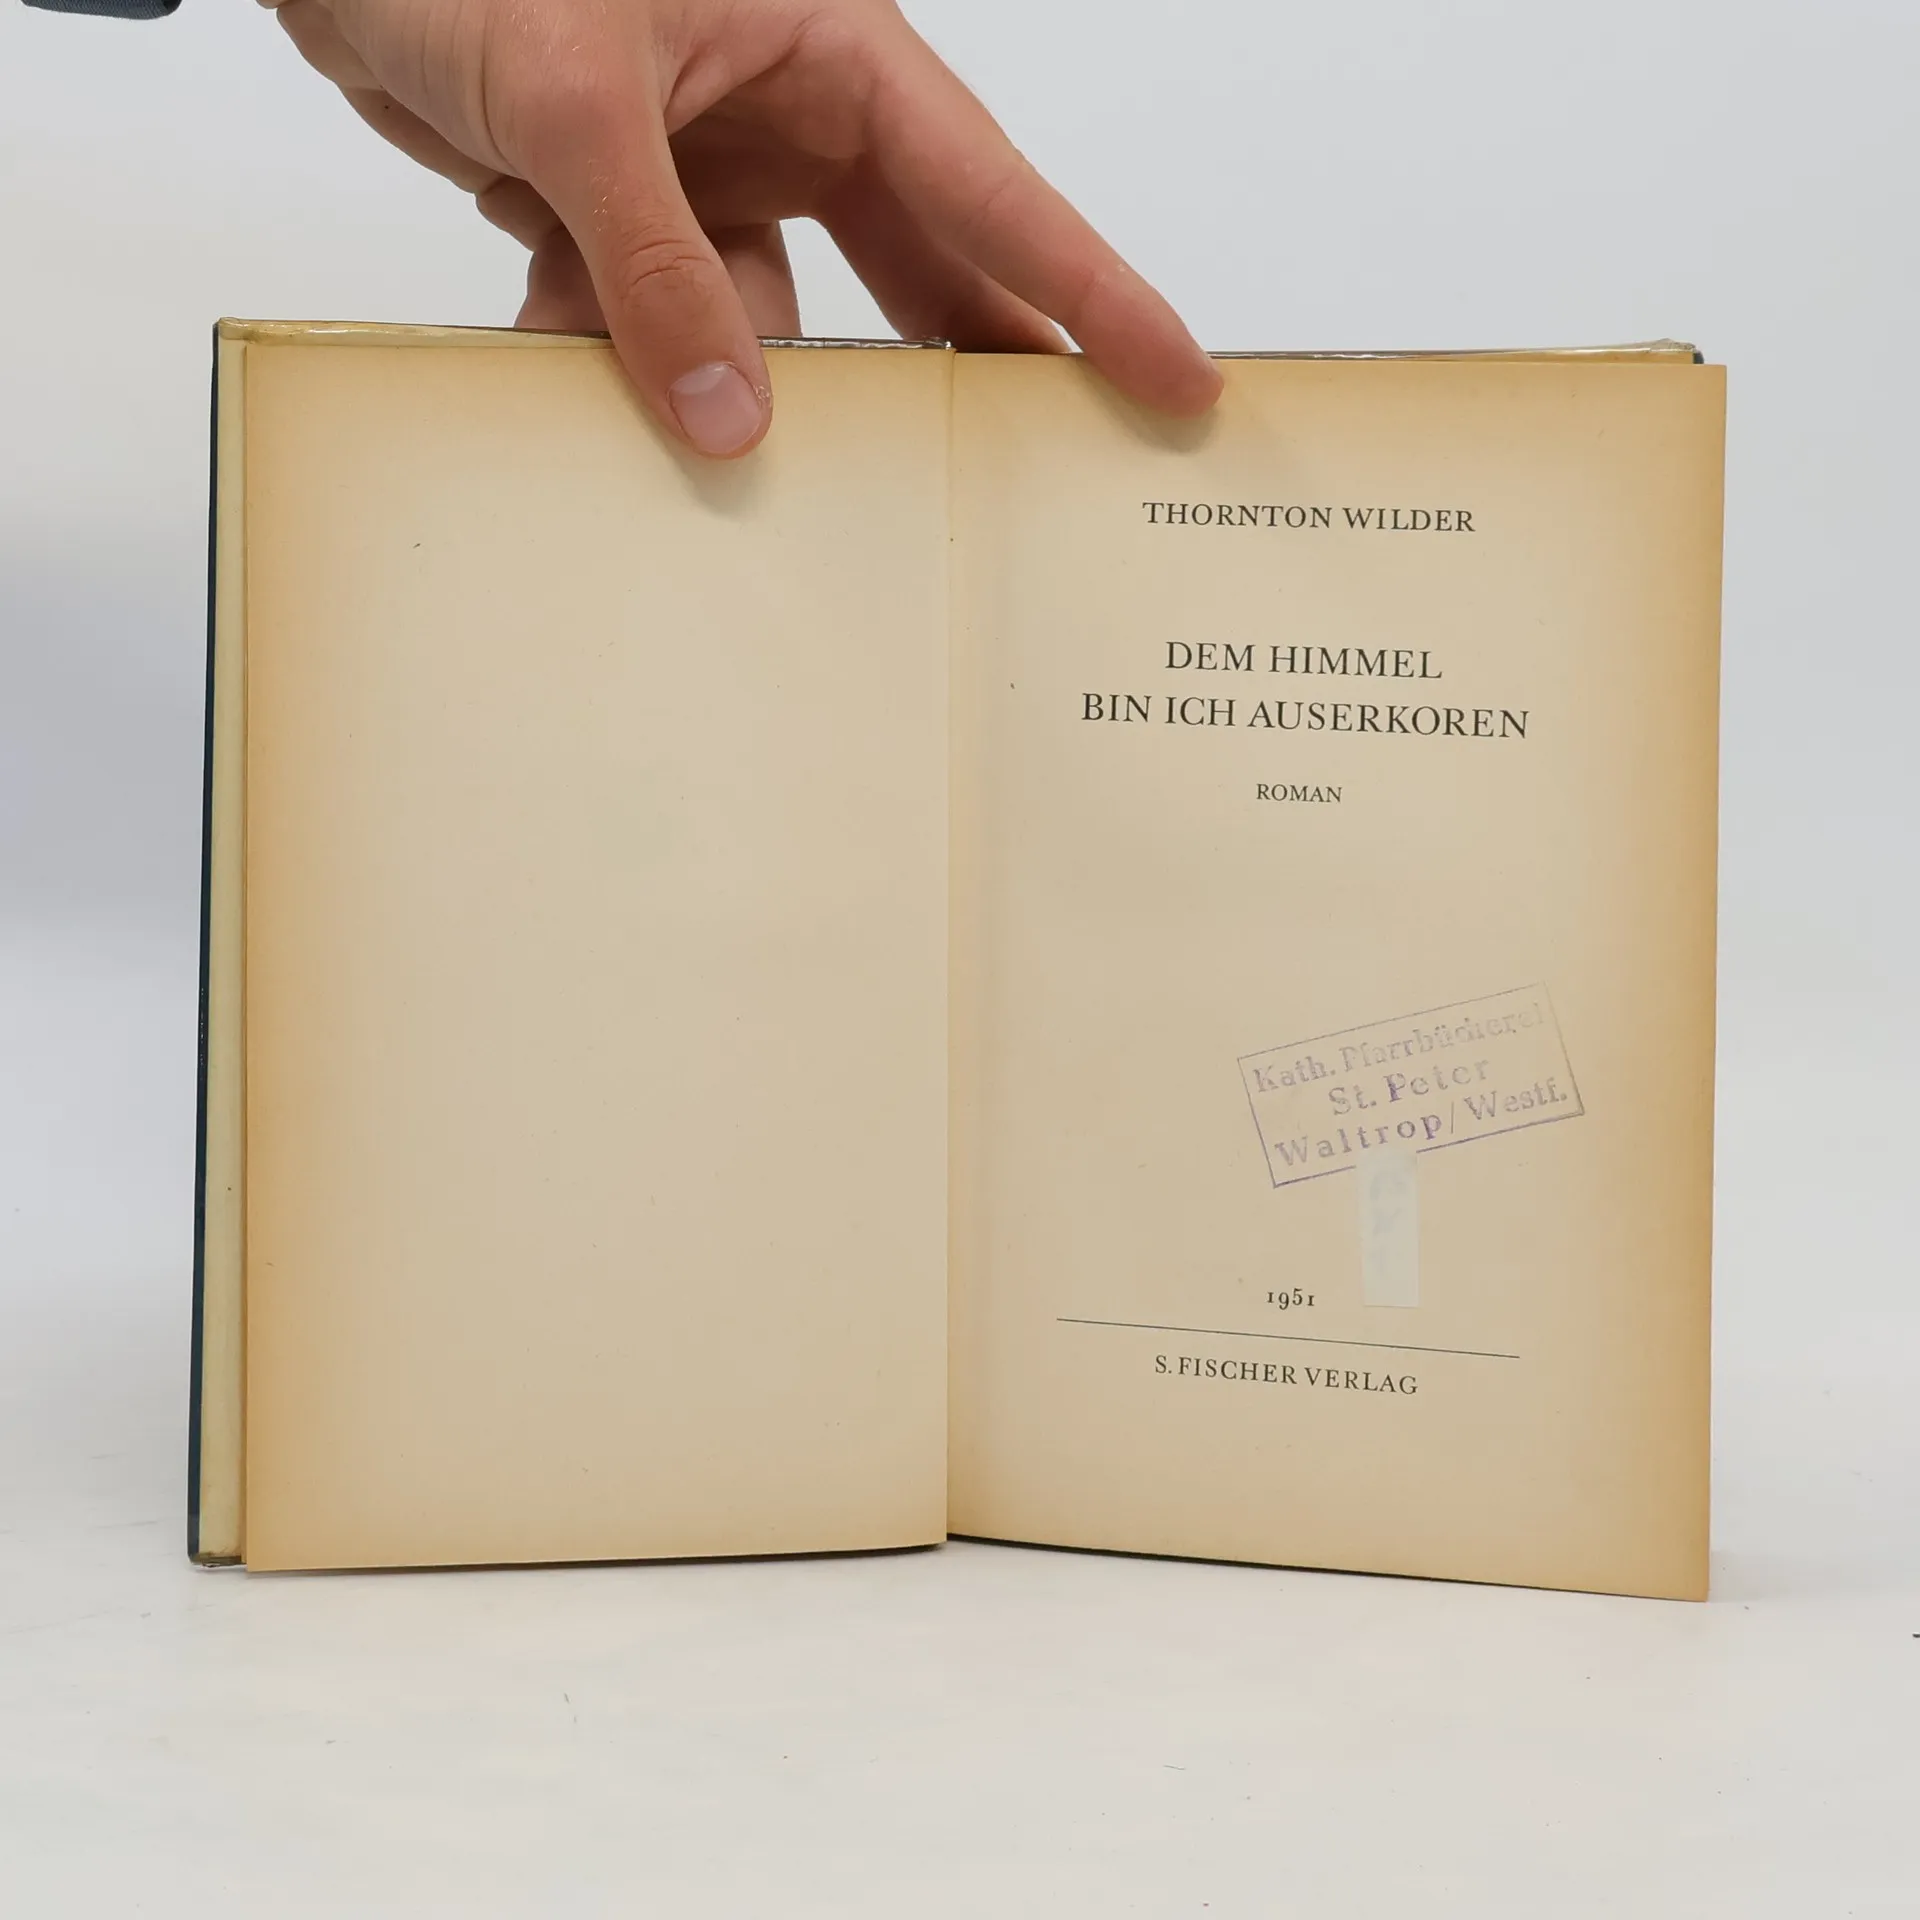 THORNTON WILDER
DEM HIMMEL
BIN ICH AUSERKOREN
ROMAN
Kath. Pfarrbücherei
St. Peter
Waltrop/Westf.
1951
S. FISCHER VERLAG